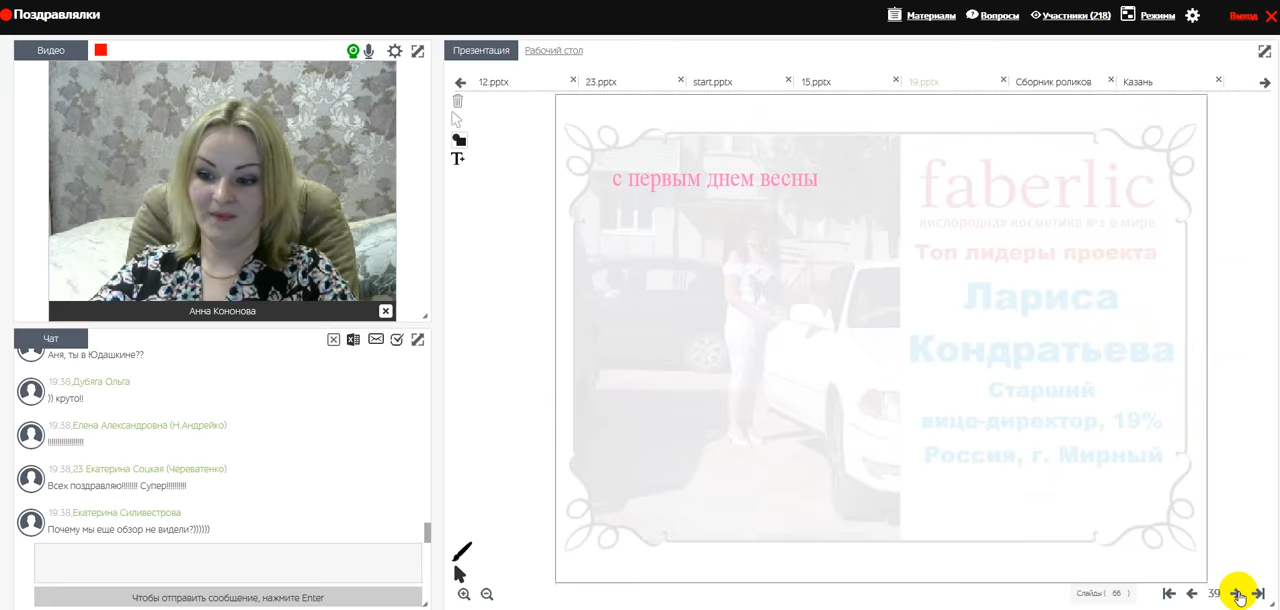 Поздравлялки
Материалы
Вопросы
Участники (218)
Режимы
Выход
Видео
Анна Кононова
Чат
Аня, ты в Юдашкине??
19:38,Дубяга Ольга
)) круто!!
19:38,Елена Александровна (Н.Андрейко)
!!!!!!!!!!!!!!!!!!
19:38,23 Екатерина Соцкая (Череватенко)
Всех поздравляю!!!!!!!! Супер!!!!!!!!!!
19:38,Екатерина Силивестрова
Почему мы еще обзор не видели?))))))
Чтобы отправить сообщение, нажмите Enter
Презентация
Рабочий стол
12.pptx
23.pptx
start.pptx
15.pptx
19.pptx
Сборник роликов
Казань
с первым днем весны
faberlic
кислородная косметика №1 в мире
Топ лидеры проекта
Лариса
Кондратьева
Старший
вице-директор, 19%
Россия, г. Мирный
Слайды ( 66 )
39